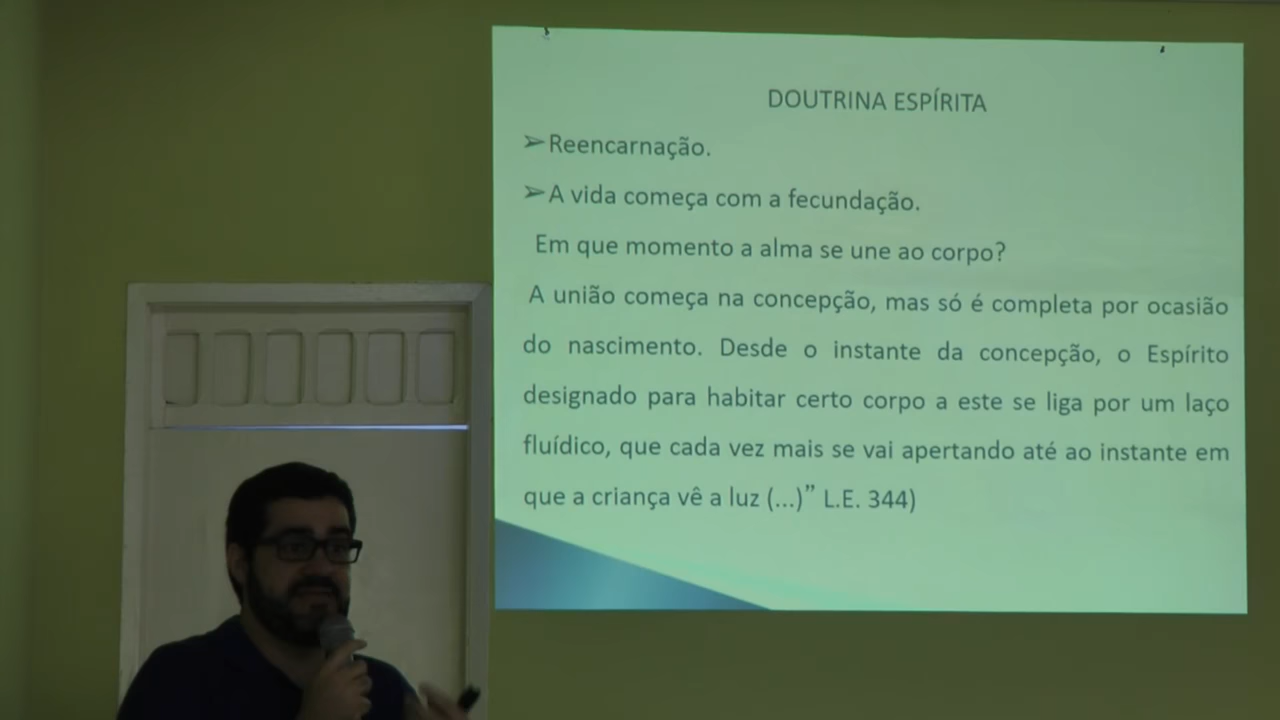 DOUTRINA ESPÍRITA
➢Reencarnação.
➢A vida começa com a fecundação.
Em que momento a alma se une ao corpo?
A união começa na concepção, mas só é completa por ocasião
do nascimento. Desde o instante da concepção, o Espírito
designado para habitar certo corpo a este se liga por um laço
fluídico, que cada vez mais se vai apertando até ao instante em
que a criança vê a luz (...)” L.E. 344)